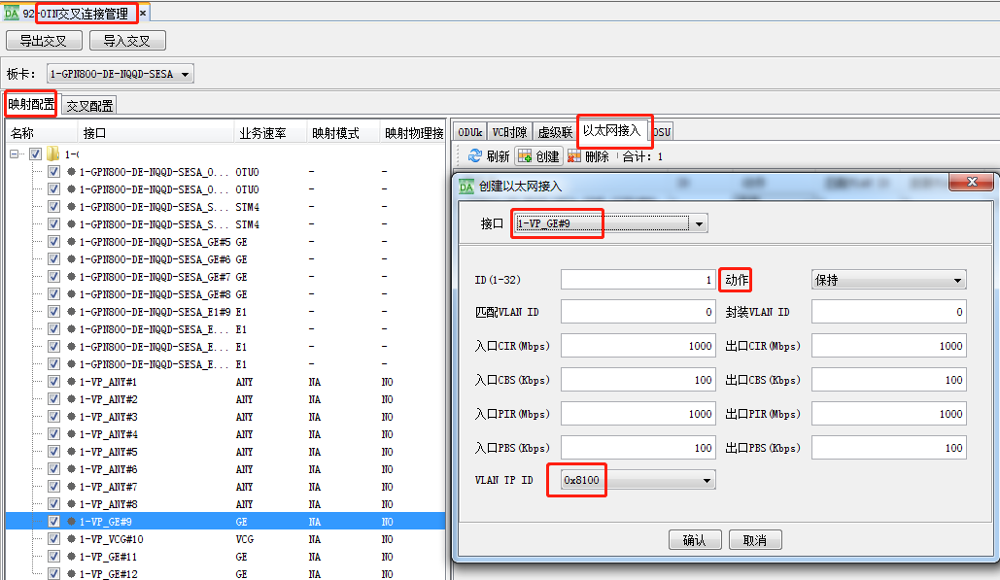 DA 92-OTN交叉连接管理
导出交叉 导入交叉
板卡: 1-GPN800-DE-NQQD-SESA
映射配置 交叉配置
名称 接口 业务速率 映射模式 映射物理接
1-(
1-GPN800-DE-NQQD-SESA_O... OTU0 - -
1-GPN800-DE-NQQD-SESA_O... OTU0 - -
1-GPN800-DE-NQQD-SESA_S... STM4 - -
1-GPN800-DE-NQQD-SESA_S... STM4 - -
1-GPN800-DE-NQQD-SESA_GE#5 GE - -
1-GPN800-DE-NQQD-SESA_GE#6 GE - -
1-GPN800-DE-NQQD-SESA_GE#7 GE - -
1-GPN800-DE-NQQD-SESA_GE#8 GE - -
1-GPN800-DE-NQQD-SESA_E1#9 E1 - -
1-GPN800-DE-NQQD-SESA_E... E1 - -
1-GPN800-DE-NQQD-SESA_E... E1 - -
1-GPN800-DE-NQQD-SESA_E... E1 - -
1-VP_ANY#1 ANY NA NO
1-VP_ANY#2 ANY NA NO
1-VP_ANY#3 ANY NA NO
1-VP_ANY#4 ANY NA NO
1-VP_ANY#5 ANY NA NO
1-VP_ANY#6 ANY NA NO
1-VP_ANY#7 ANY NA NO
1-VP_ANY#8 ANY NA NO
1-VP_GE#9 GE NA NO
1-VP_VCG#10 VCG NA NO
1-VP_GE#11 GE NA NO
1-VP_GE#12 GE NA NO
ODUk VC时隙 虚级联 以太网接入 OSU
刷新 创建 删除 合计: 1
DA 创建以太网接入
接口 1-VP_GE#9
ID(1-32) 1 动作 保持
匹配VLAN ID 0 封装VLAN ID 0
入口CIR(Mbps) 1000 出口CIR(Mbps) 1000
入口CBS(Kbps) 100 出口CBS(Kbps) 100
入口PIR(Mbps) 1000 出口PIR(Mbps) 1000
入口PBS(Kbps) 100 出口PBS(Kbps) 100
VLAN TP ID 0x8100
确认 取消